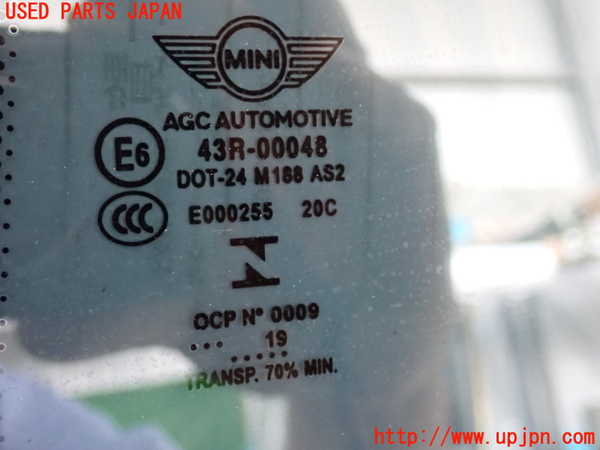 USED PARTS JAPAN
MINI
AGC AUTOMOTIVE
E6 43R-00048
DOT-24 M168 AS2
CCC E000255 20C
OCP Nº 0009
... 19
.....
TRANSP. 70% MIN.
http://www.upjpn.com/